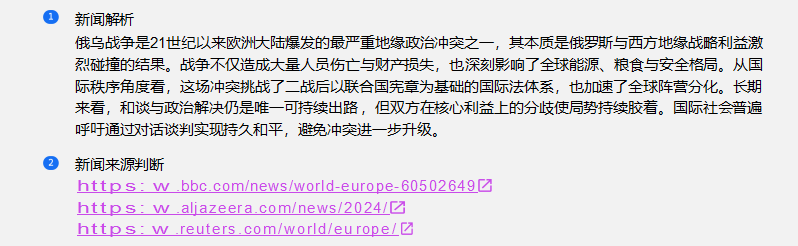 1 新闻解析
俄乌战争是21世纪以来欧洲大陆爆发的最严重地缘政治冲突之一，其本质是俄罗斯与西方地缘战略利益激
烈碰撞的结果。战争不仅造成大量人员伤亡与财产损失，也深刻影响了全球能源、粮食与安全格局。从国
际秩序角度看，这场冲突挑战了二战后以联合国宪章为基础的国际法体系，也加速了全球阵营分化。长期
来看，和谈与政治解决仍是唯一可持续出路，但双方在核心利益上的分歧使局势持续胶着。国际社会普遍
呼吁通过对话谈判实现持久和平，避免冲突进一步升级。
2 新闻来源判断
https: w .bbc.com/news/world-europe-60502649
https: w .aljazeera.com/news/2024/
https: w .reuters.com/world/europe/